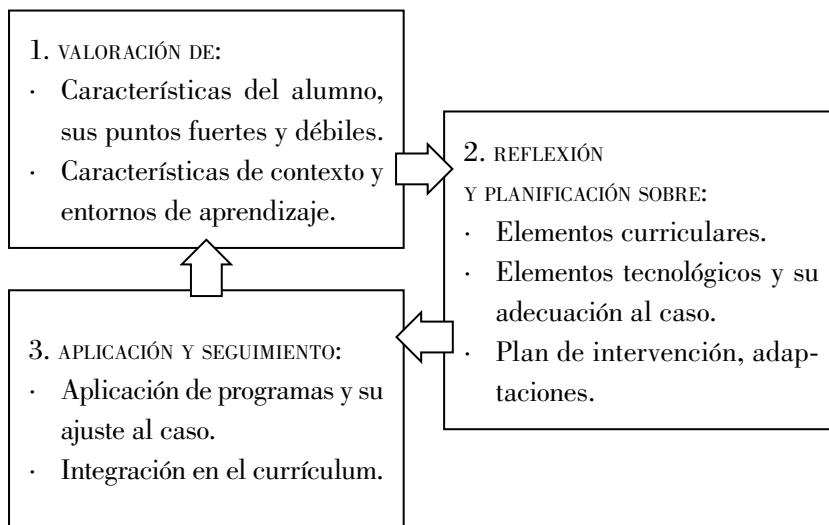 1. VALORACIÓN DE:
· Características del alumno,
sus puntos fuertes y débiles.
· Características de contexto y
entornos de aprendizaje.
2. REFLEXIÓN
Y PLANIFICACIÓN SOBRE:
· Elementos curriculares.
· Elementos tecnológicos y su
adecuación al caso.
· Plan de intervención, adap-
taciones.
3. APLICACIÓN Y SEGUIMIENTO:
· Aplicación de programas y su
ajuste al caso.
· Integración en el currículum.